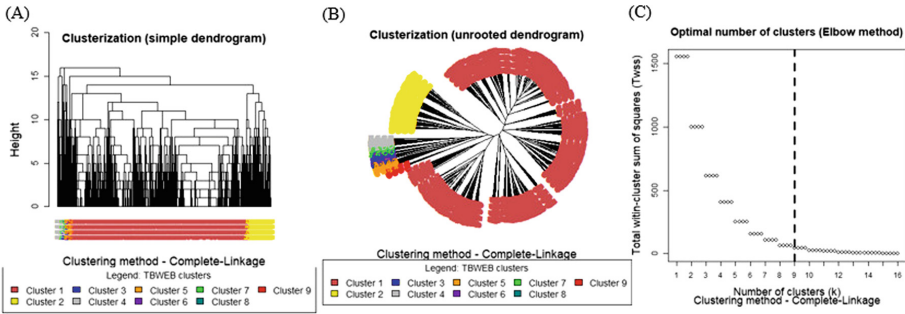 (A)
Clusterization (simple dendrogram)
Height
20
15
10
5
0
Clustering method - Complete-Linkage
Legend: TBWEB clusters
Cluster 1 Cluster 3 Cluster 5 Cluster 7 Cluster 9
Cluster 2 Cluster 4 Cluster 6 Cluster 8
(B)
Clusterization (unrooted dendrogram)
Clustering method - Complete-Linkage
Legend: TBWEB clusters
Cluster 1 Cluster 3 Cluster 5 Cluster 7 Cluster 9
Cluster 2 Cluster 4 Cluster 6 Cluster 8
(C)
Optimal number of clusters (Elbow method)
Total witin-cluster sum of squares (Twss)
1500
1000
500
0
1 2 3 4 5 6 7 8 9 10 11 12 13 14 15 16
Number of clusters (k)
Clustering method - Complete-Linkage